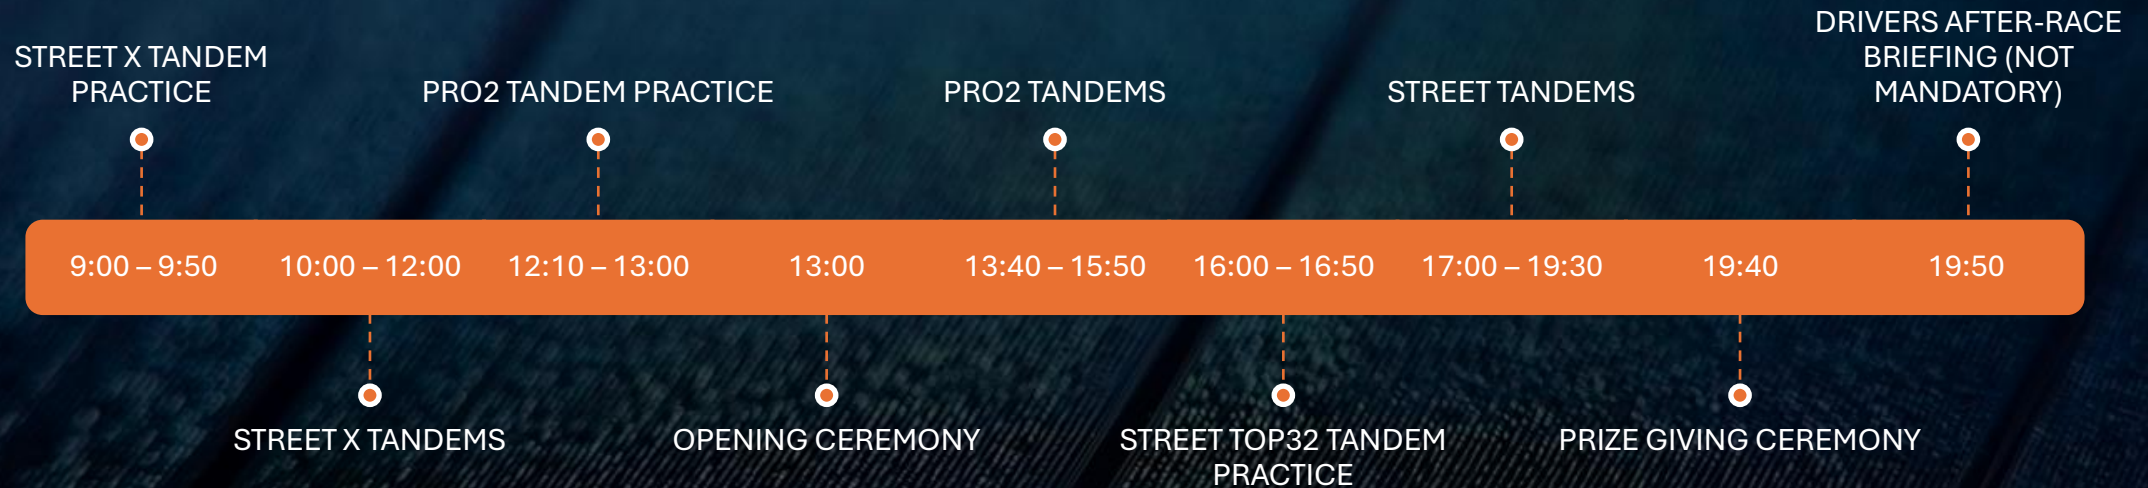 STREET X TANDEM
PRACTICE
PRO2 TANDEM PRACTICE
PRO2 TANDEMS
STREET TANDEMS
DRIVERS AFTER-RACE
BRIEFING (NOT
MANDATORY)
9:00 – 9:50
10:00 – 12:00
12:10 – 13:00
13:00
13:40 – 15:50
16:00 – 16:50
17:00 – 19:30
19:40
19:50
STREET X TANDEMS
OPENING CEREMONY
STREET TOP32 TANDEM
PRACTICE
PRIZE GIVING CEREMONY